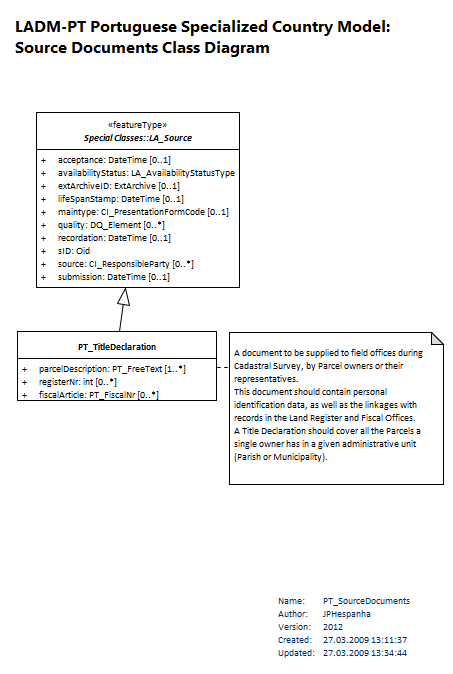 LADM-PT Portuguese Specialized Country Model:
Source Documents Class Diagram
«featureType»
Special Classes::LA_Source
+ acceptance: DateTime [0..1]
+ availabilityStatus: LA_AvailabilityStatusType
+ extArchiveID: ExtArchive [0..1]
+ lifeSpanStamp: DateTime [0..1]
+ maintype: CI_PresentationFormCode [0..1]
+ quality: DQ_Element [0..*]
+ recordation: DateTime [0..1]
+ sID: Oid
+ source: CI_ResponsibleParty [0..*]
+ submission: DateTime [0..1]
PT_TitleDeclaration
+ parcelDescription: PT_FreeText [1..*]
+ registerNr: int [0..*]
+ fiscalArticle: PT_FiscalNr [0..*]
A document to be supplied to field offices during
Cadastral Survey, by Parcel owners or their
representatives.
This document should contain personal
identification data, as well as the linkages with
records in the Land Register and Fiscal Offices.
A Title Declaration should cover all the Parcels a
single owner has in a given administrative unit
(Parish or Municipality).
Name: PT_SourceDocuments
Author: JPHespanha
Version: 2012
Created: 27.03.2009 13:11:37
Updated: 27.03.2009 13:34:44